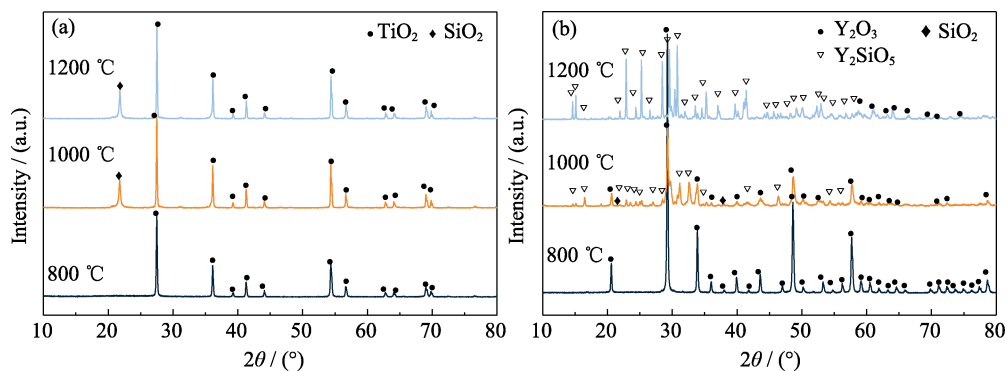 (a)
● TiO₂ ♦ SiO₂
1200 ℃
1000 ℃
800 ℃
Intensity / (a.u.)
10 20 30 40 50 60 70 80
2θ / (°)
(b)
● Y₂O₃ ♦ SiO₂
▽ Y₂SiO₅
1200 ℃
1000 ℃
800 ℃
Intensity / (a.u.)
10 20 30 40 50 60 70 80
2θ / (°)